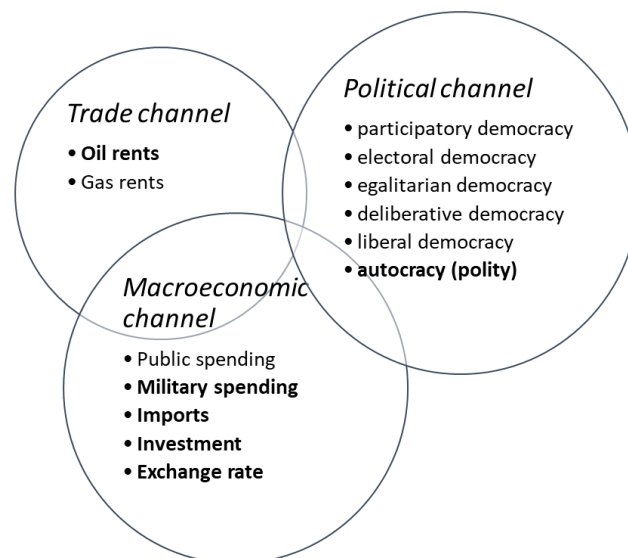 Trade channel
• Oil rents
• Gas rents
Political channel
• participatory democracy
• electoral democracy
• egalitarian democracy
• deliberative democracy
• liberal democracy
• autocracy (polity)
Macroeconomic
channel
• Public spending
• Military spending
• Imports
• Investment
• Exchange rate